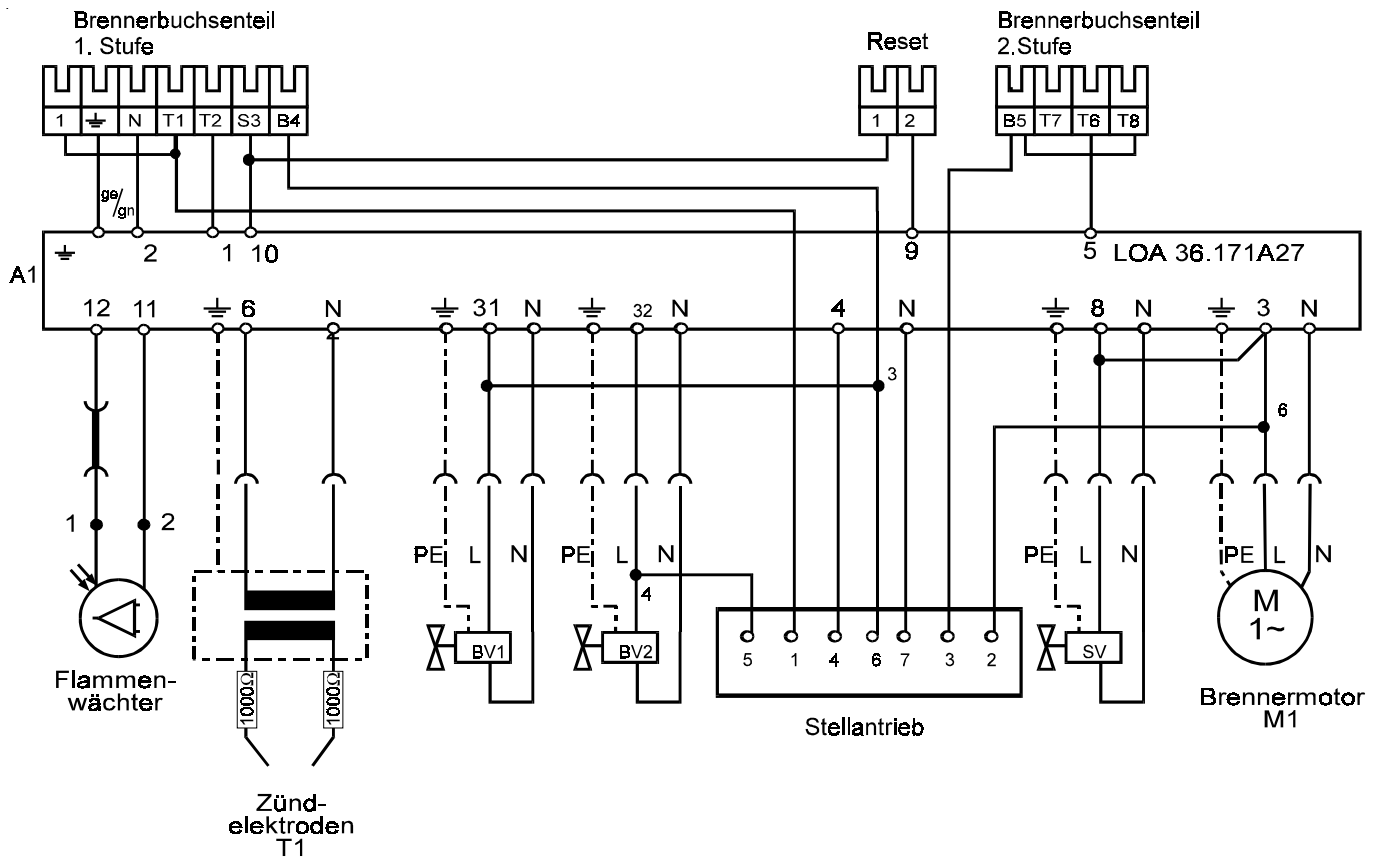 Brennerbuchsenteil
1. Stufe
Reset
Brennerbuchsenteil
2.Stufe
1 N T1 T2 S3 B4
1 2
B5 T7 T6 T8
ge/gn
2 1 10 9 5 LOA 36.171A27
A1
12 11 6 N 31 N 32 N 4 N 8 N 3 N
3
6
1 2
PE L N
PE L N
PE L N
PE L N
4
M
1~
BV1
BV2
SV
5 1 4 6 7 3 2
Flammen-
wächter
1000Ω
1000Ω
Stellantrieb
Brennermotor
M1
Zünd-
elektroden
T1